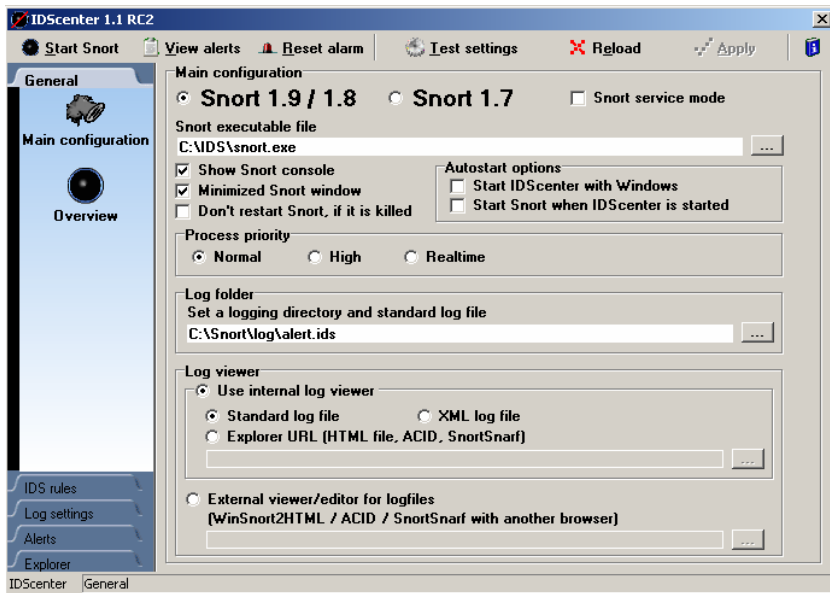 IDScenter 1.1 RC2
Start Snort View alerts Reset alarm Test settings Reload Apply
General
Main configuration
Overview
IDS rules
Log settings
Alerts
Explorer
Main configuration
Snort 1.9 / 1.8 Snort 1.7 Snort service mode
Snort executable file
C:\IDS\snort.exe ...
Show Snort console
Minimized Snort window
Don't restart Snort, if it is killed
Autostart options
Start IDScenter with Windows
Start Snort when IDScenter is started
Process priority
Normal High Realtime
Log folder
Set a logging directory and standard log file
C:\Snort\log\alert.ids ...
Log viewer
Use internal log viewer
Standard log file XML log file
Explorer URL (HTML file, ACID, SnortSnarf)
...
External viewer/editor for logfiles
(WinSnort2HTML / ACID / SnortSnarf with another browser)
...
IDScenter General